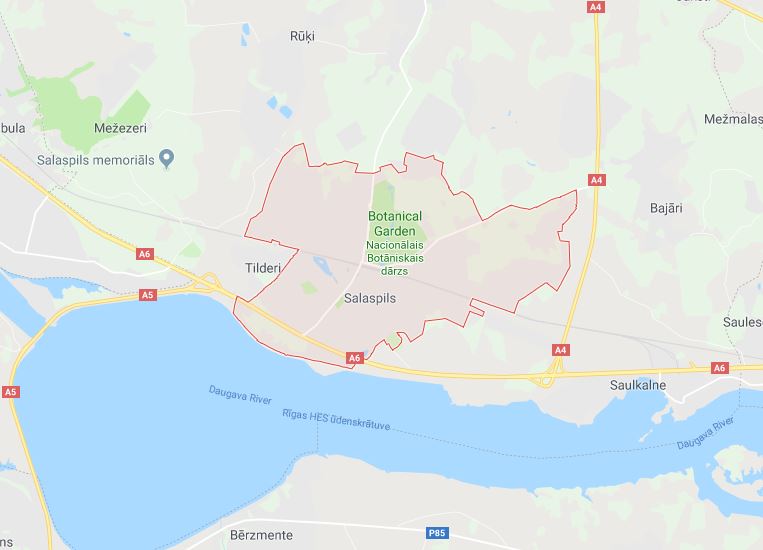 A4
Rūķi
Mežezeri
bula
Mežmalas
Salaspils memoriāls
A4
Bajāri
Botanical
Garden
Nacionālais
Botāniskais
dārzs
A6
Tilderi
A5
Salaspils
Saules
A6
A4
A6
Saulkalne
A5
Daugava River
Rīgas HES ūdenskrātuve
Daugava River
Bērzmente
P85
ns